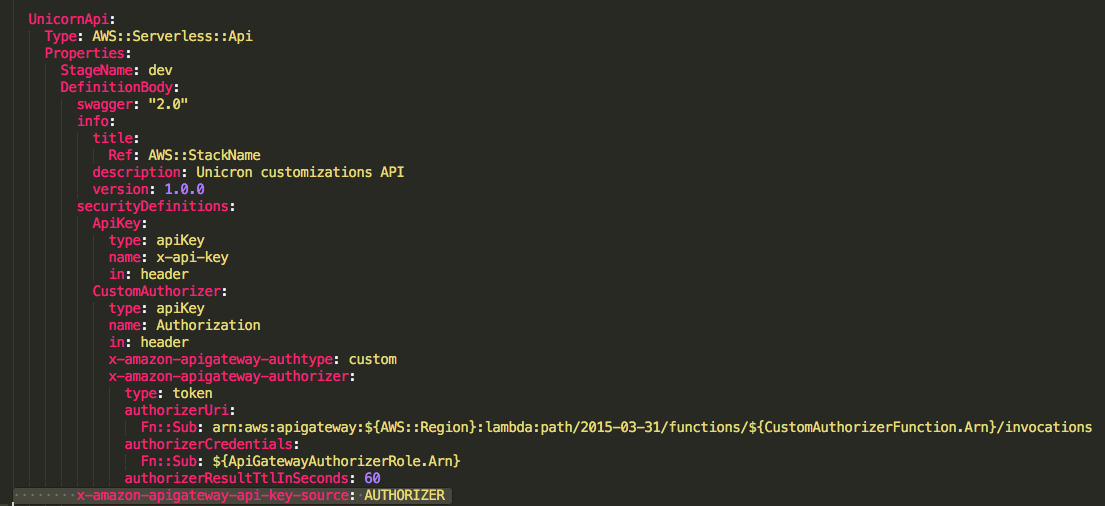 UnicornApi:
Type: AWS::Serverless::Api
Properties:
StageName: dev
DefinitionBody:
swagger: "2.0"
info:
title:
Ref: AWS::StackName
description: Unicron customizations API
version: 1.0.0
securityDefinitions:
ApiKey:
type: apiKey
name: x-api-key
in: header
CustomAuthorizer:
type: apiKey
name: Authorization
in: header
x-amazon-apigateway-authtype: custom
x-amazon-apigateway-authorizer:
type: token
authorizerUri:
Fn::Sub: arn:aws:apigateway:${AWS::Region}:lambda:path/2015-03-31/functions/${CustomAuthorizerFunction.Arn}/invocations
authorizerCredentials:
Fn::Sub: ${ApiGatewayAuthorizerRole.Arn}
authorizerResultTtlInSeconds: 60
x-amazon-apigateway-api-key-source: AUTHORIZER